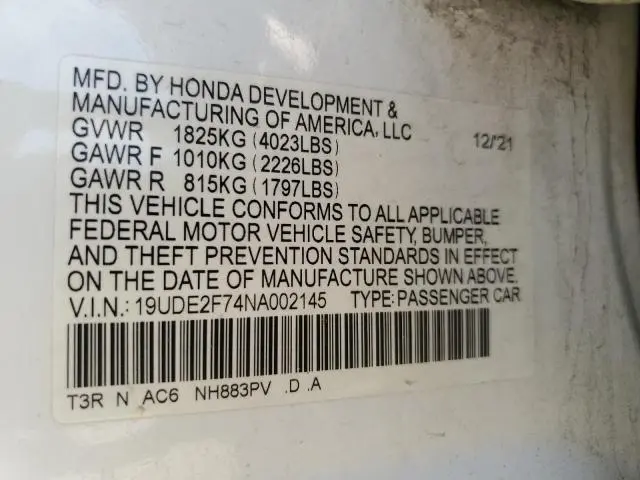 MFD. BY HONDA DEVELOPMENT &
MANUFACTURING OF AMERICA, LLC
GVWR 1825KG (4023LBS) 12/'21
GAWR F 1010KG (2226LBS)
GAWR R 815KG (1797LBS)
THIS VEHICLE CONFORMS TO ALL APPLICABLE
FEDERAL MOTOR VEHICLE SAFETY, BUMPER,
AND THEFT PREVENTION STANDARDS IN EFFECT
ON THE DATE OF MANUFACTURE SHOWN ABOVE.
V.I.N.: 19UDE2F74NA002145 TYPE: PASSENGER CAR
T3R N AC6 NH883PV .D .A